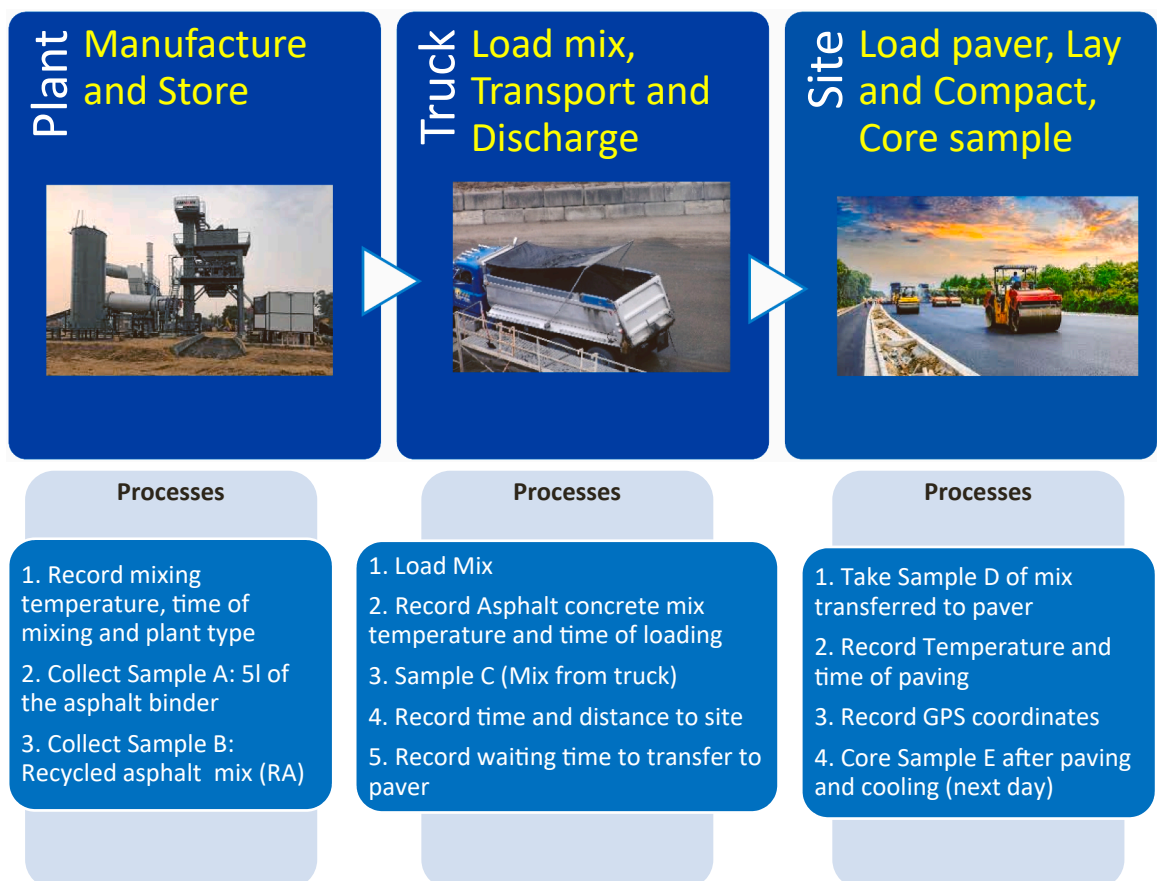 Plant
Manufacture
and Store
Truck
Load mix,
Transport and
Discharge
Site
Load paver, Lay
and Compact,
Core sample
Processes
1. Record mixing
temperature, time of
mixing and plant type
2. Collect Sample A: 5l of
the asphalt binder
3. Collect Sample B:
Recycled asphalt mix (RA)
Processes
1. Load Mix
2. Record Asphalt concrete mix
temperature and time of loading
3. Sample C (Mix from truck)
4. Record time and distance to site
5. Record waiting time to transfer to
paver
Processes
1. Take Sample D of mix
transferred to paver
2. Record Temperature and
time of paving
3. Record GPS coordinates
4. Core Sample E after paving
and cooling (next day)